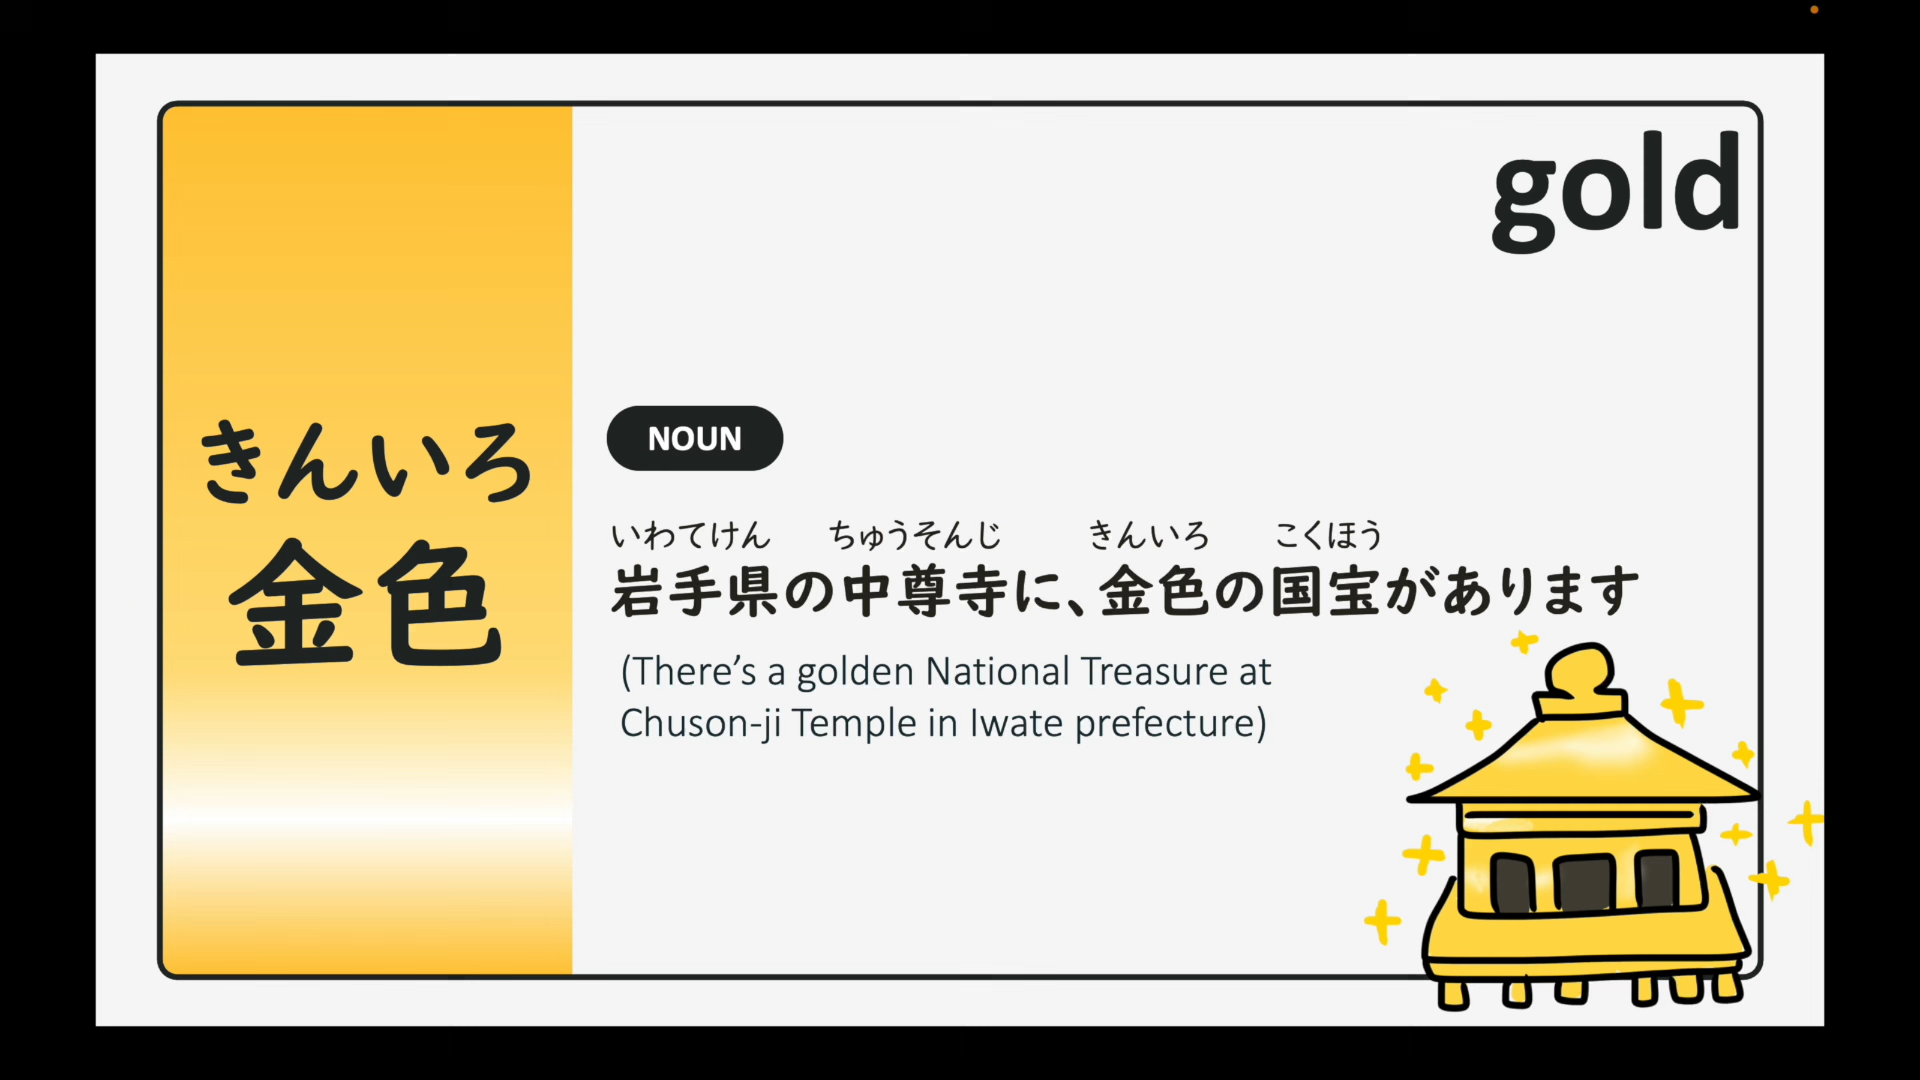 gold
きんいろ
金色
NOUN
いわてけん ちゅうそんじ きんいろ こくほう
岩手県の中尊寺に、金色の国宝があります
(There’s a golden National Treasure at
Chuson-ji Temple in Iwate prefecture)